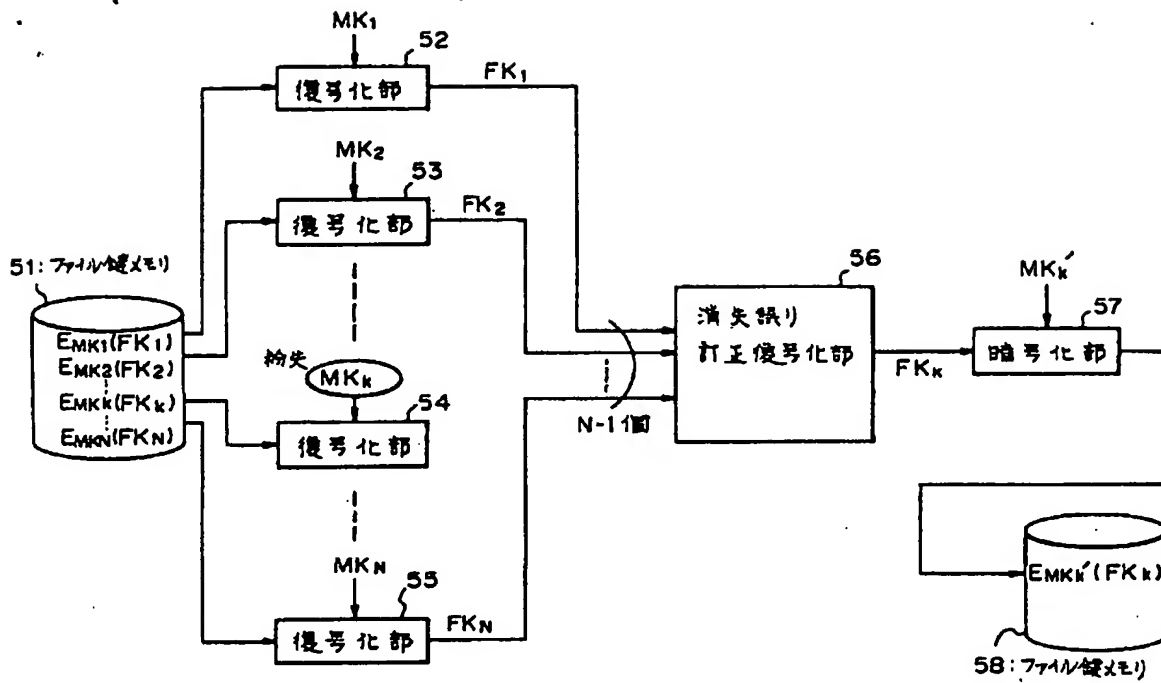 MK₁
52
復号化部
FK₁
MK₂
53
復号化部
FK₂
51:ファイル鍵メモリ
EMK1(FK₁)
EMK2(FK₂)
EMKk(FKk)
EMKN(FKN)
紛失
MKk
54
復号化部
MKN
55
復号化部
FKN
N-1個
56
消失誤り
訂正復号化部
FKk
MKk′
57
暗号化部
EMKk′(FKk)
58:ファイル鍵メモリ